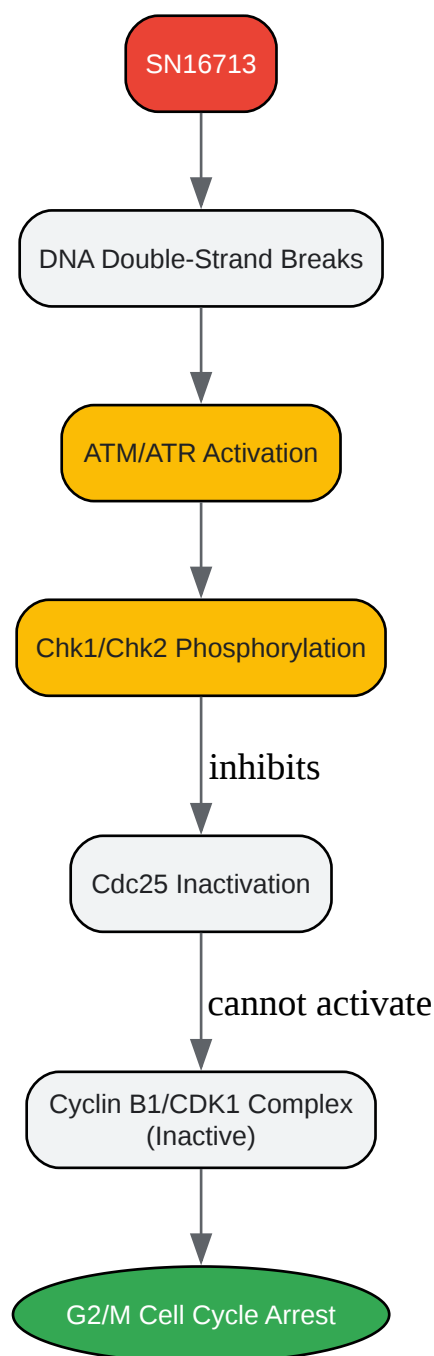 SN16713
DNA Double-Strand Breaks
ATM/ATR Activation
Chk1/Chk2 Phosphorylation
inhibits
Cdc25 Inactivation
cannot activate
Cyclin B1/CDK1 Complex
(Inactive)
G2/M Cell Cycle Arrest